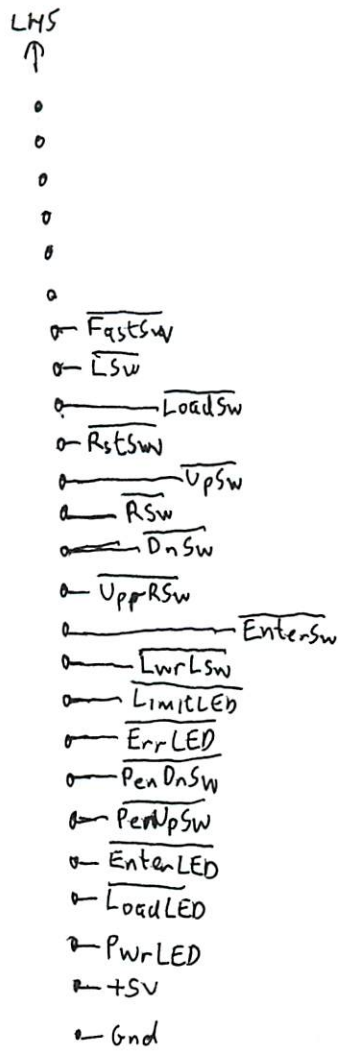 LHS
FastSw
LSw
LoadSw
RstSw
UpSw
RSw
DnSw
UpprRSw
EnterSw
LwrLSw
LimitLED
ErrLED
PenDnSw
PenUpSw
EnterLED
LoadLED
PwrLED
+5V
Gnd